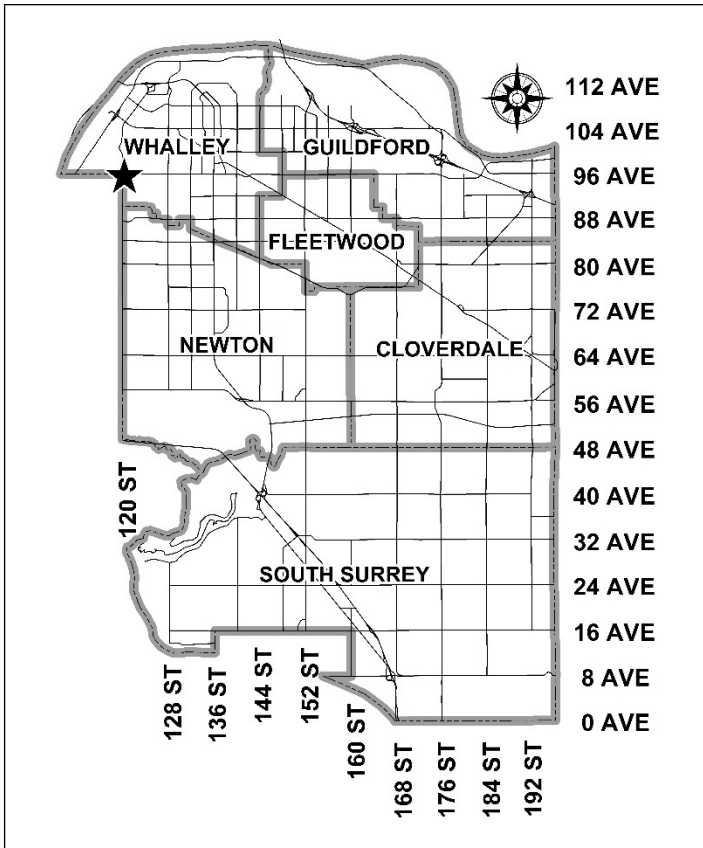 112 AVE
104 AVE
WHALLEY
GUILDFORD
96 AVE
88 AVE
FLEETWOOD
80 AVE
72 AVE
NEWTON
CLOVERDALE
64 AVE
56 AVE
48 AVE
120 ST
40 AVE
32 AVE
SOUTH SURREY
24 AVE
16 AVE
128 ST
136 ST
144 ST
152 ST
160 ST
8 AVE
0 AVE
168 ST
176 ST
184 ST
192 ST